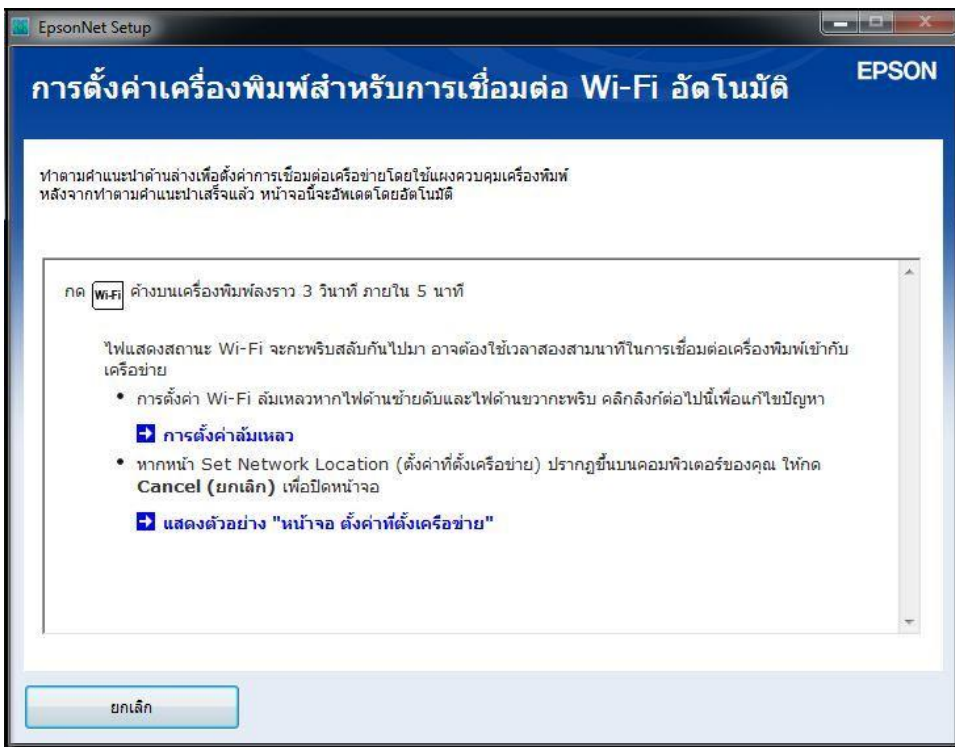 EpsonNet Setup
การตั้งค่าเครื่องพิมพ์สำหรับการเชื่อมต่อ Wi-Fi อัตโนมัติ
EPSON
ทำตามคำแนะนำด้านล่างเพื่อตั้งค่าการเชื่อมต่อเครือข่ายโดยใช้แผงควบคุมเครื่องพิมพ์
หลังจากทำตามคำแนะนำเสร็จแล้ว หน้าจอนี้จะอัพเดตโดยอัตโนมัติ
กด Wi-Fi ค้างบนเครื่องพิมพ์ลงราว 3 วินาที ภายใน 5 นาที
ไฟแสดงสถานะ Wi-Fi จะกะพริบสลับกันไปมา อาจต้องใช้เวลาสองสามนาทีในการเชื่อมต่อเครื่องพิมพ์เข้ากับ
เครือข่าย
• การตั้งค่า Wi-Fi ล้มเหลวหากไฟด้านซ้ายดับและไฟด้านขวากะพริบ คลิกลิงก์ต่อไปนี้เพื่อแก้ไขปัญหา
การตั้งค่าล้มเหลว
• หากหน้า Set Network Location (ตั้งค่าที่ตั้งเครือข่าย) ปรากฏขึ้นบนคอมพิวเตอร์ของคุณ ให้กด
Cancel (ยกเลิก) เพื่อปิดหน้าจอ
แสดงตัวอย่าง "หน้าจอ ตั้งค่าที่ตั้งเครือข่าย"
ยกเลิก